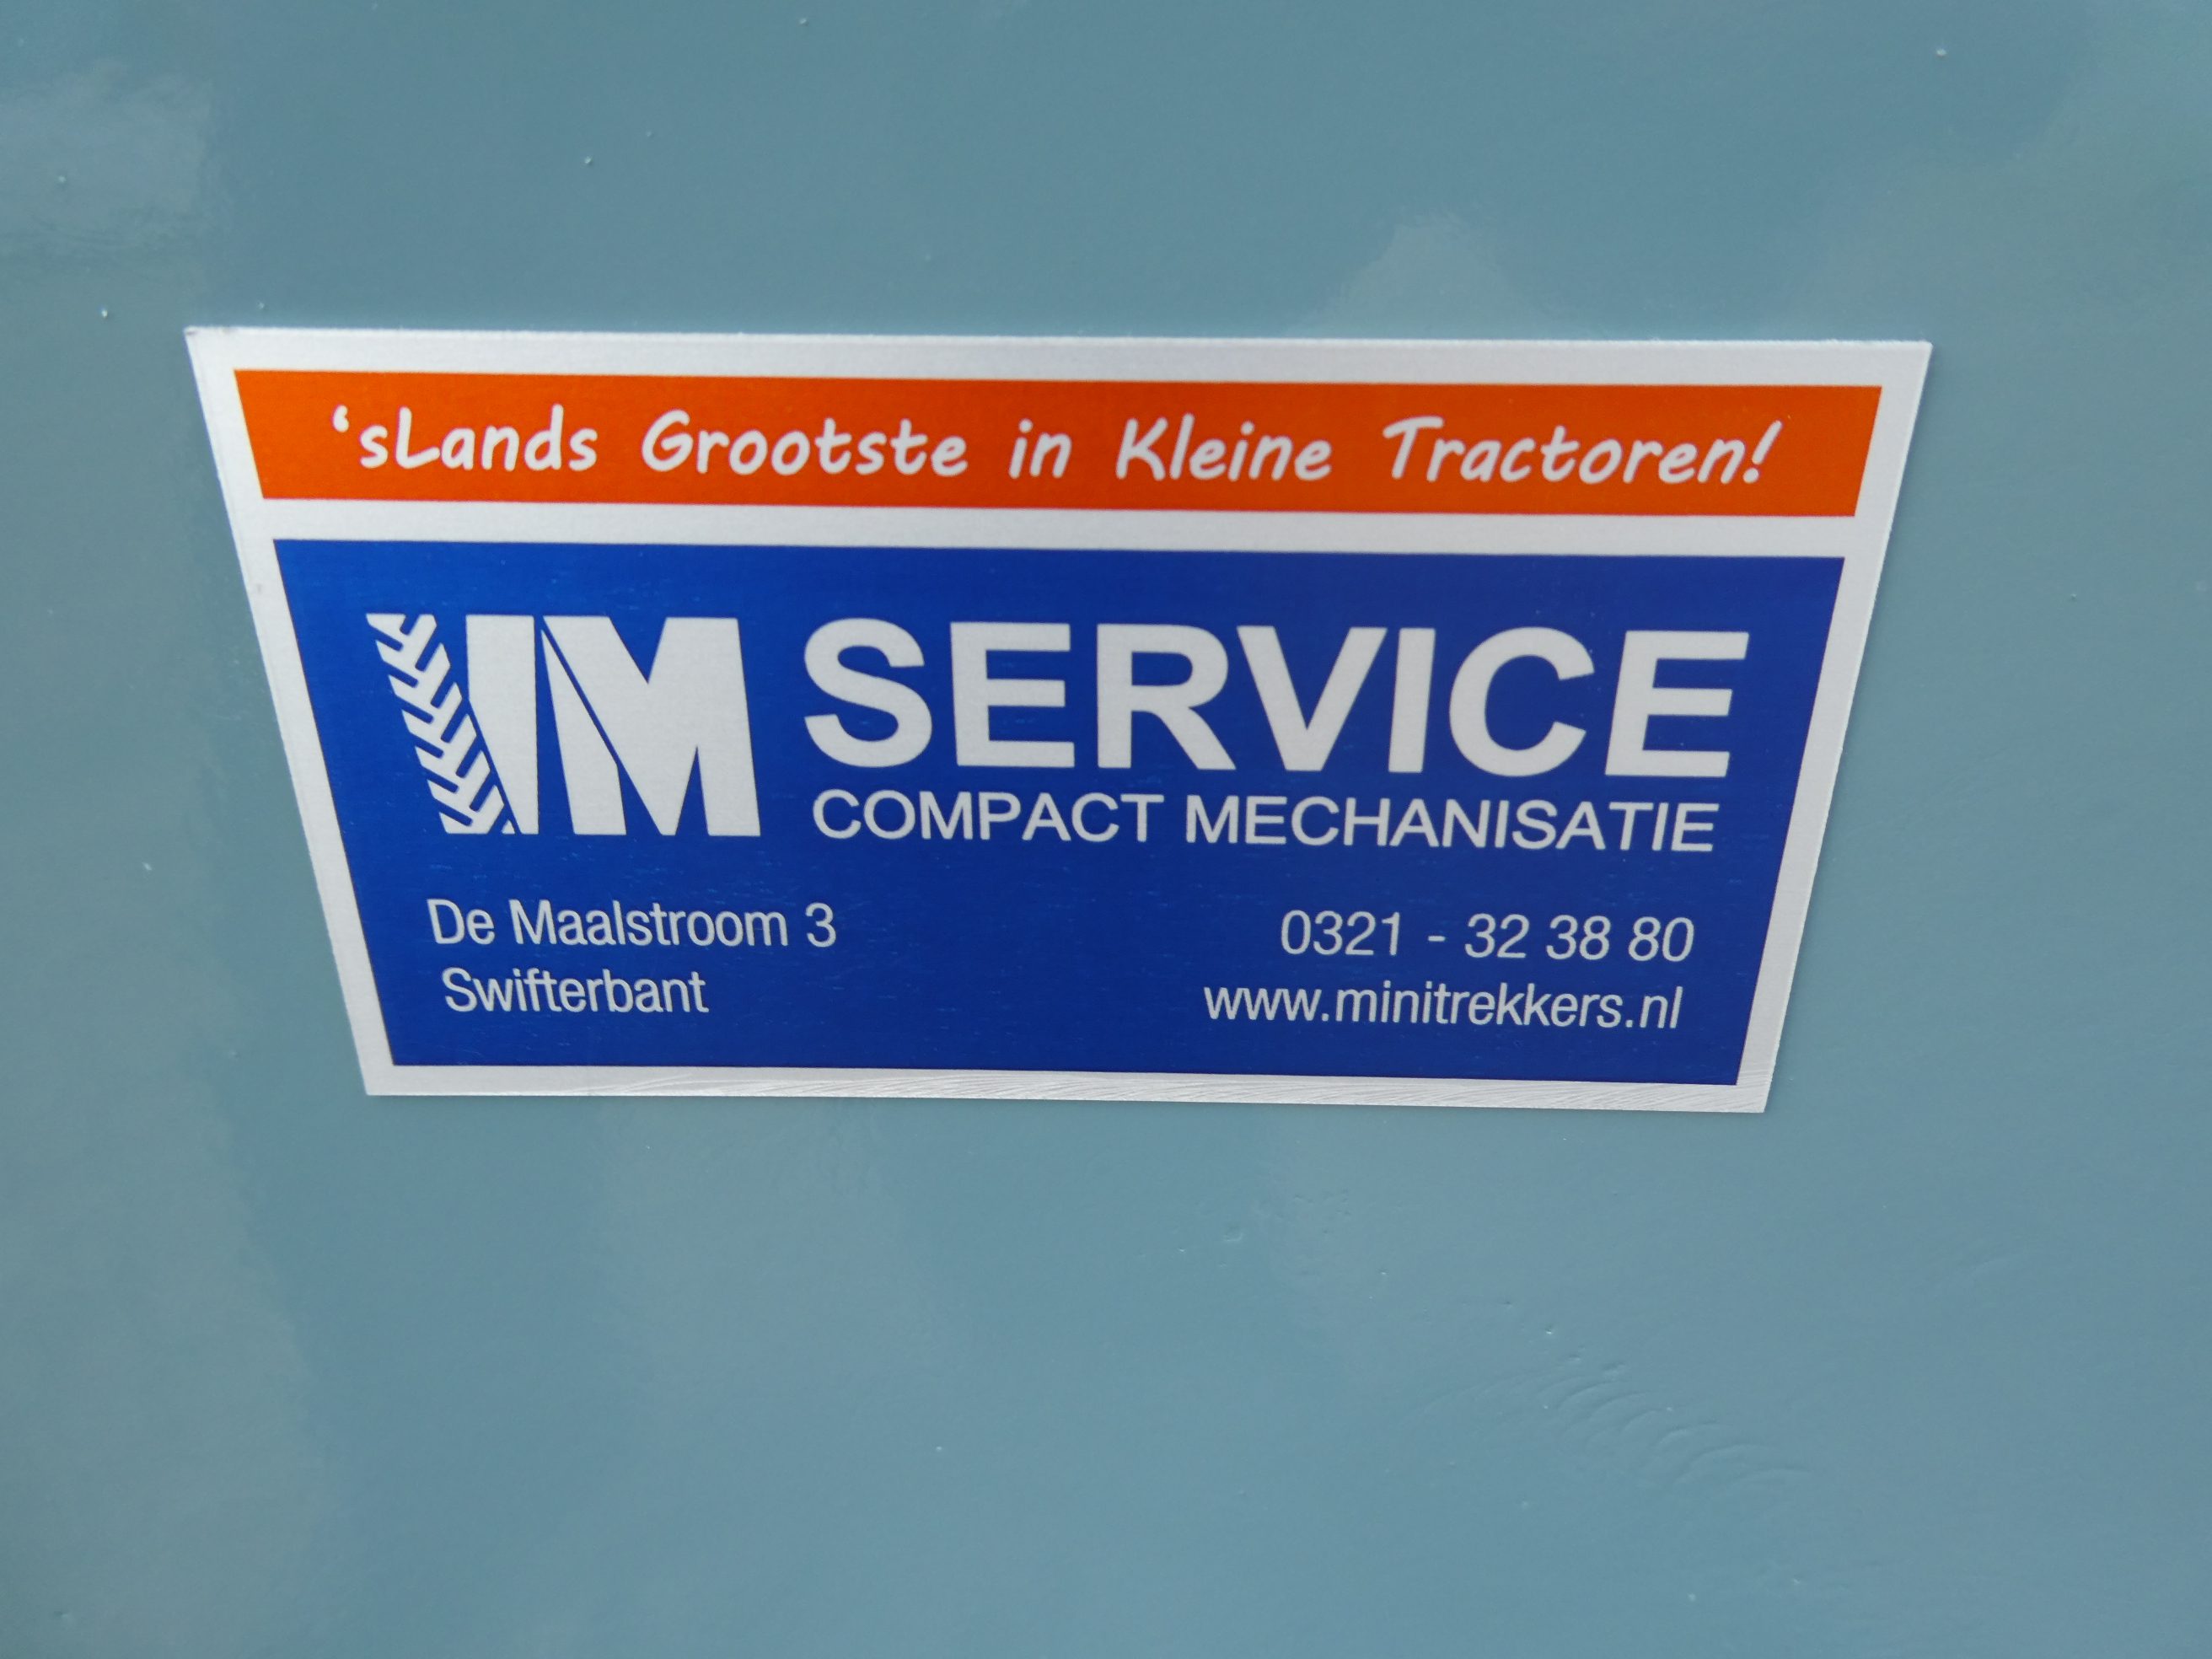 ‘sLands Grootste in Kleine Tractoren!
IM SERVICE
COMPACT MECHANISATIE
De Maalstroom 3
Swifterbant
0321 - 32 38 80
www.minitrekkers.nl